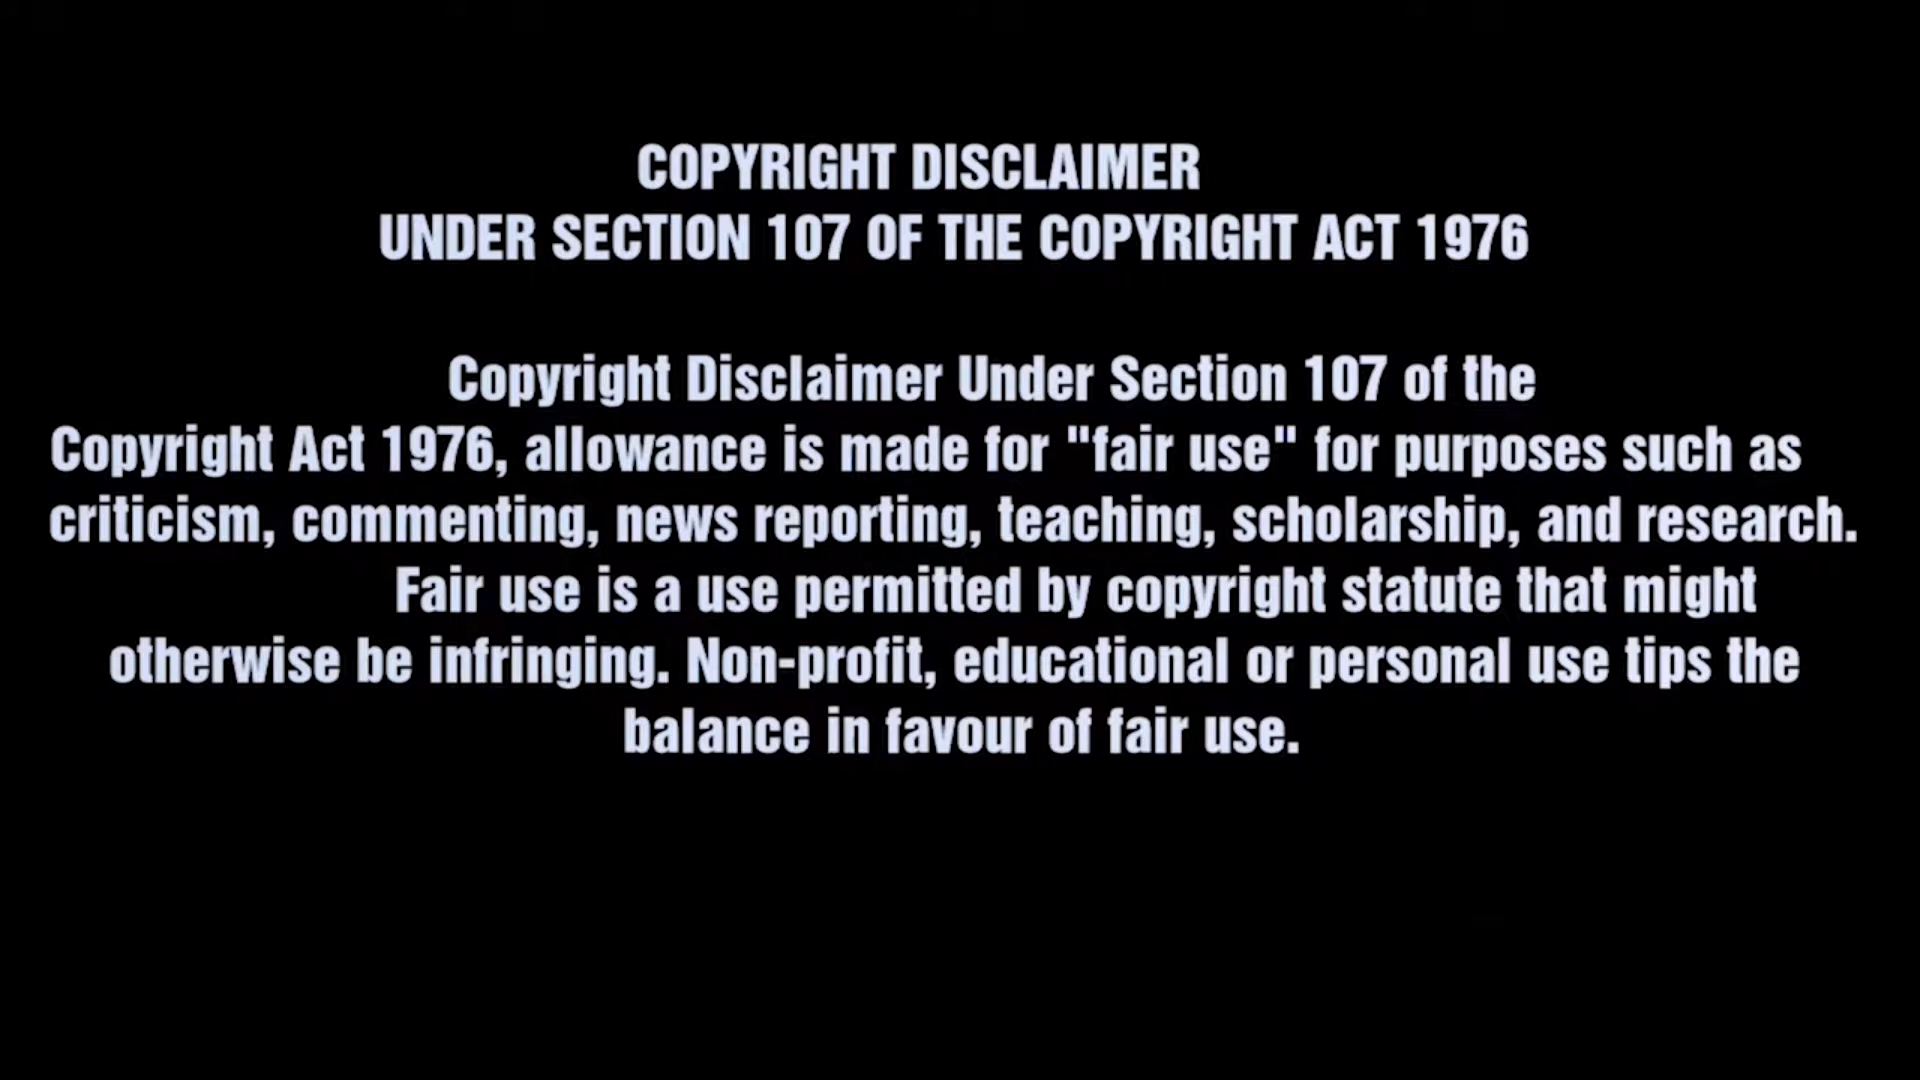 COPYRIGHT DISCLAIMER
UNDER SECTION 107 OF THE COPYRIGHT ACT 1976
Copyright Disclaimer Under Section 107 of the
Copyright Act 1976, allowance is made for "fair use" for purposes such as
criticism, commenting, news reporting, teaching, scholarship, and research.
Fair use is a use permitted by copyright statute that might
otherwise be infringing. Non-profit, educational or personal use tips the
balance in favour of fair use.